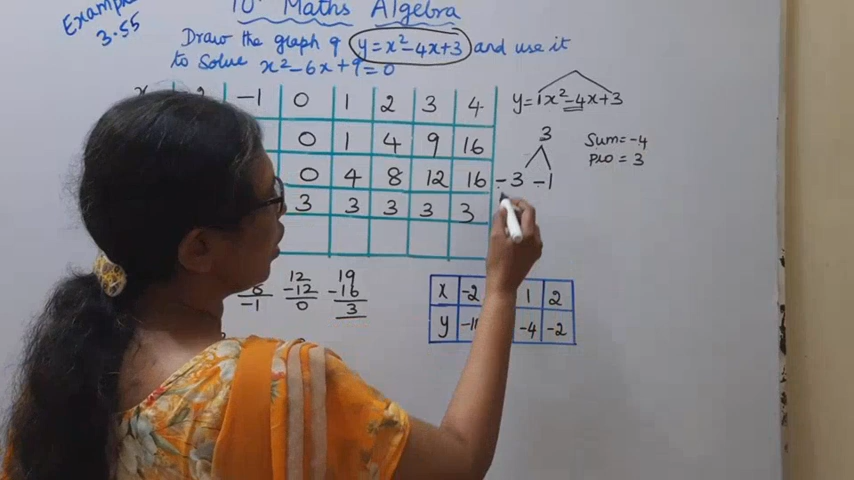 Example 3.55
10 Maths Algebra
Draw the graph of y=x²-4x+3 and use it
to solve x²-6x+9=0
x -2 -1 0 1 2 3 4
0 1 4 9 16
0 4 8 12 16
3 3 3 3 3
y=1x²-4x+3
3
-3 -1
Sum=-4
pro = 3
-1
12
-12
0
19
-16
3
x -2 1 2
y -4 -2